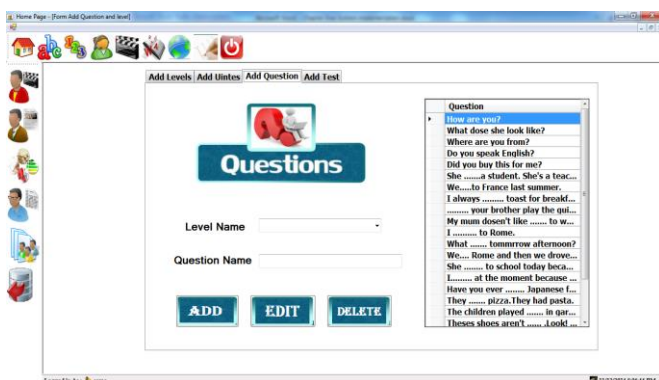 Home Page - [Form Add Question and level]
Add Levels Add Uintes Add Question Add Test
Questions
Level Name
Question Name
ADD EDIT DELETE
Question
How are you?
What dose she look like?
Where are you from?
Do you speak English?
Did you buy this for me?
She .......a student. She's a teac...
We.....to France last summer.
I always ......... toast for breakf...
......... your brother play the gui...
My mum dosen't like ....... to w...
I .......... to Rome.
What ....... tommrrow afternoon?
We.... Rome and then we drove...
She ....... to school today beca...
I......... at the moment because ...
Have you ever ........ Japanese f...
They ....... pizza.They had pasta.
The children played ....... in gar...
Theses shoes aren't ...... .Look! ...